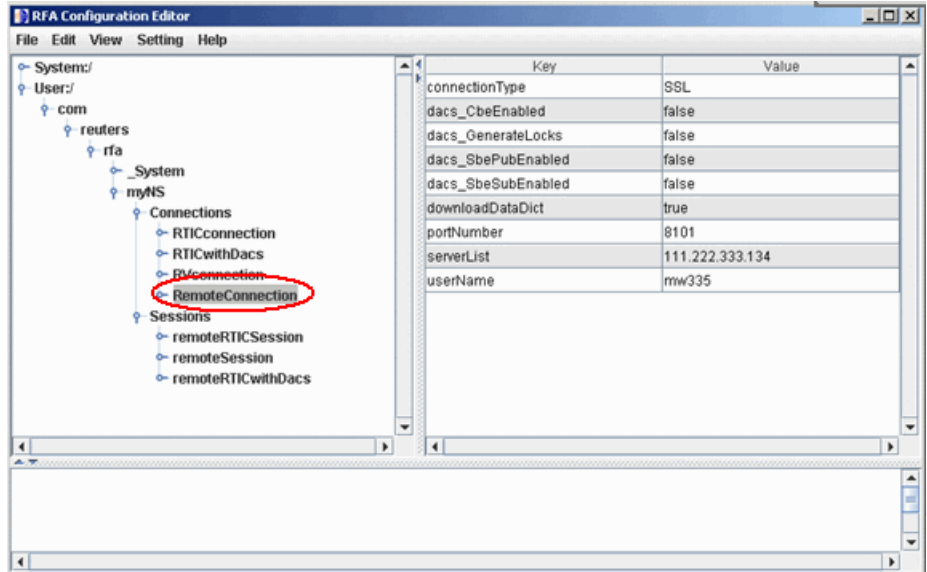 RFA Configuration Editor
File Edit View Setting Help
System:/
User:/
com
reuters
rfa
_System
myNS
Connections
RTICconnection
RTICwithDacs
RVconnection
RemoteConnection
Sessions
remoteRTICSession
remoteSession
remoteRTICwithDacs
Key Value
connectionType SSL
dacs_CbeEnabled false
dacs_GenerateLocks false
dacs_SbePubEnabled false
dacs_SbeSubEnabled false
downloadDataDict true
portNumber 8101
serverList 111.222.333.134
userName mw335